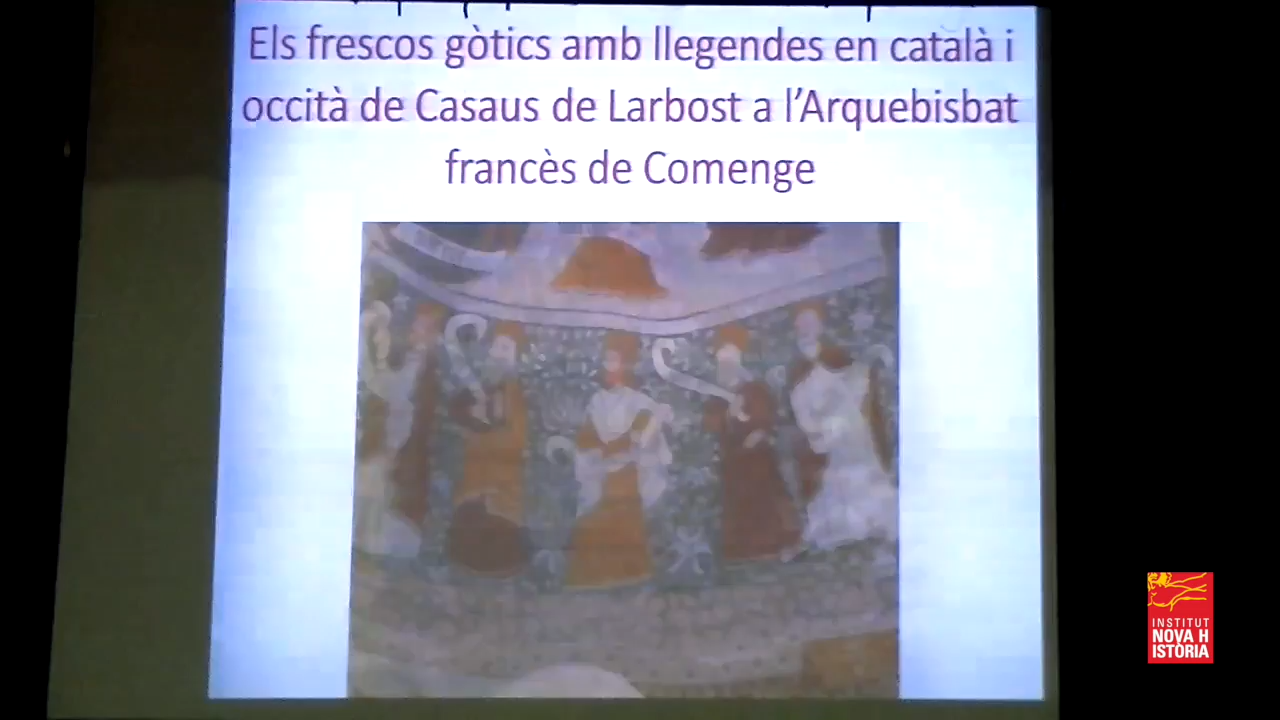 Els frescos gòtics amb llegendes en català i
occità de Casaus de Larbost a l'Arquebisbat
francès de Comenge
INSTITUT
NOVA H
ISTÒRIA